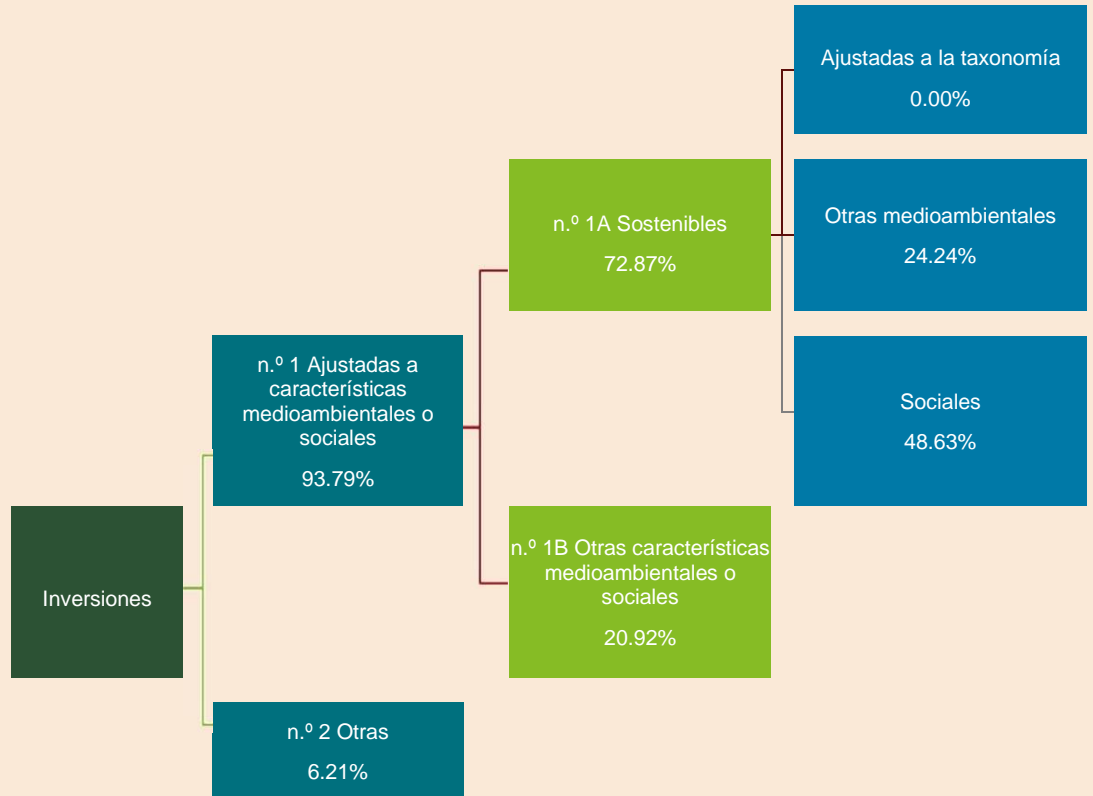 Ajustadas a la taxonomía
0.00%
n.º 1A Sostenibles
72.87%
Otras medioambientales
24.24%
n.º 1 Ajustadas a
características
medioambientales o
sociales
93.79%
Sociales
48.63%
Inversiones
n.º 1B Otras características
medioambientales o
sociales
20.92%
n.º 2 Otras
6.21%